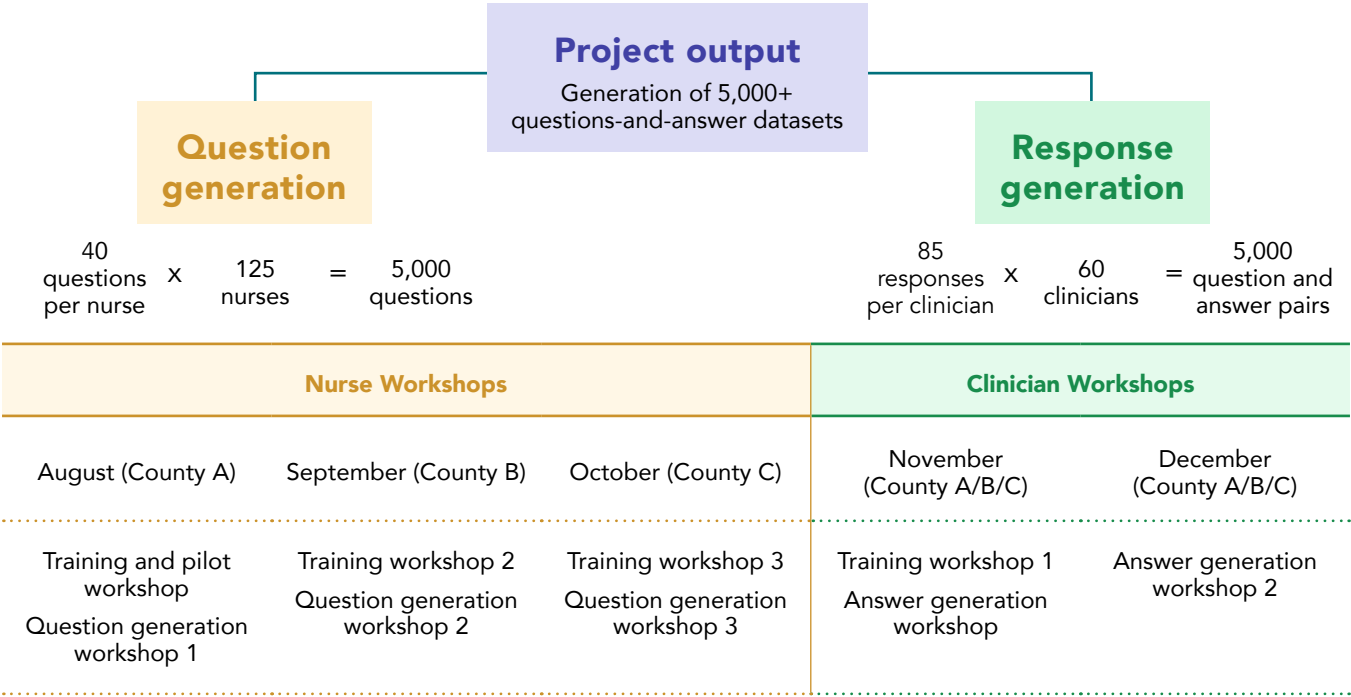 Project output
Generation of 5,000+
questions-and-answer datasets
Question
generation
Response
generation
40
questions
per nurse
x
125
nurses
=
5,000
questions
85
responses
per clinician
x
60
clinicians
=
5,000
question and
answer pairs
Nurse Workshops
Clinician Workshops
August (County A)
September (County B)
October (County C)
November
(County A/B/C)
December
(County A/B/C)
Training and pilot
workshop
Question generation
workshop 1
Training workshop 2
Question generation
workshop 2
Training workshop 3
Question generation
workshop 3
Training workshop 1
Answer generation
workshop
Answer generation
workshop 2